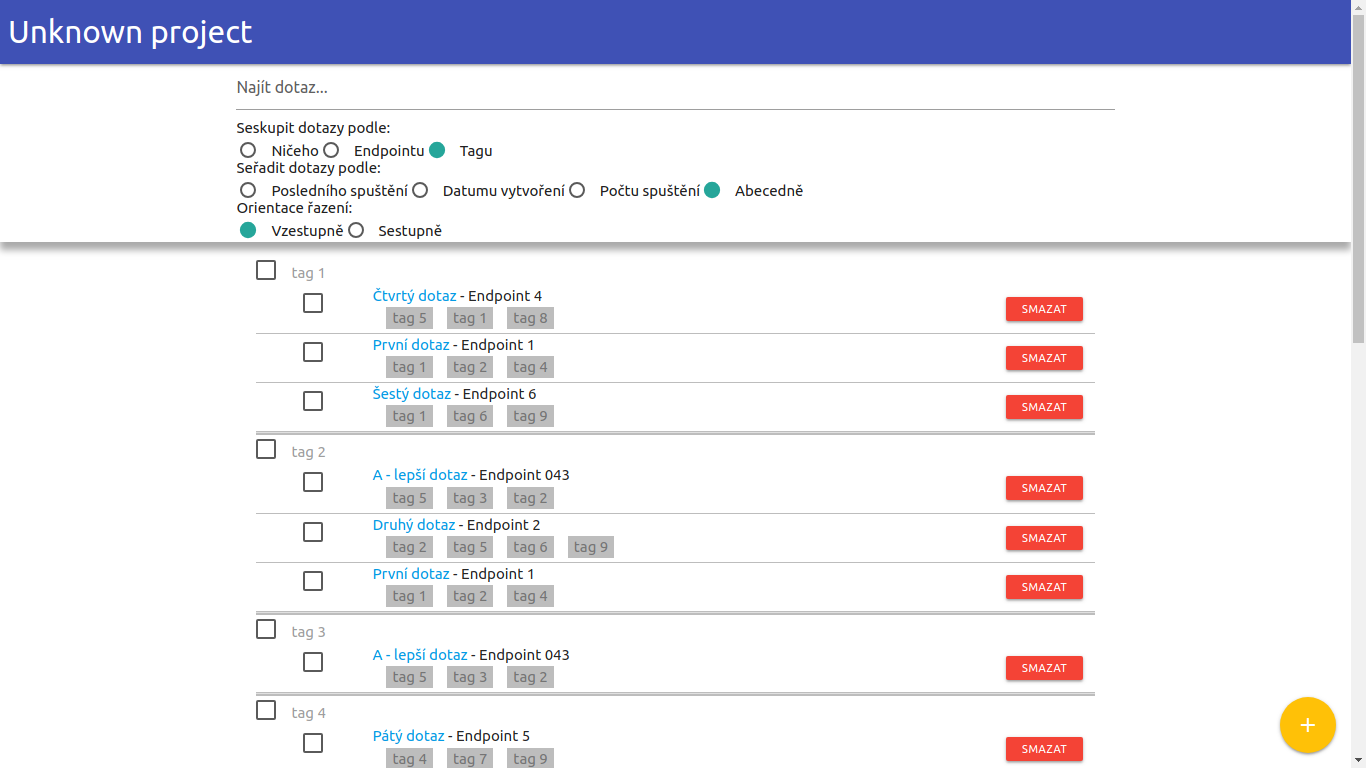 Unknown project
Najít dotaz...
Seskupit dotazy podle:
Ničeho Endpointu Tagu
Seřadit dotazy podle:
Posledního spuštění Datumu vytvoření Počtu spuštění Abecedně
Orientace řazení:
Vzestupně Sestupně
tag 1
Čtvrtý dotaz - Endpoint 4
tag 5 tag 1 tag 8
SMAZAT
První dotaz - Endpoint 1
tag 1 tag 2 tag 4
SMAZAT
Šestý dotaz - Endpoint 6
tag 1 tag 6 tag 9
SMAZAT
tag 2
A - lepší dotaz - Endpoint 043
tag 5 tag 3 tag 2
SMAZAT
Druhý dotaz - Endpoint 2
tag 2 tag 5 tag 6 tag 9
SMAZAT
První dotaz - Endpoint 1
tag 1 tag 2 tag 4
SMAZAT
tag 3
A - lepší dotaz - Endpoint 043
tag 5 tag 3 tag 2
SMAZAT
tag 4
Pátý dotaz - Endpoint 5
tag 4 tag 7 tag 9
SMAZAT
+